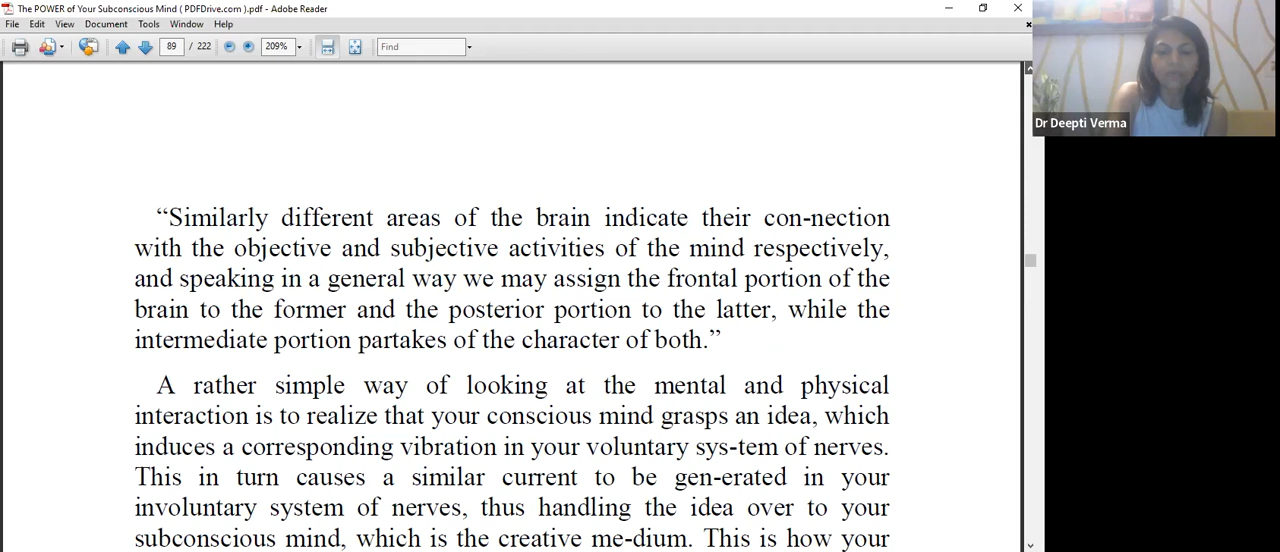 The POWER of Your Subconscious Mind ( PDFDrive.com ).pdf - Adobe Reader
File Edit View Document Tools Window Help
89 / 222 209% Find
Dr Deepti Verma
“Similarly different areas of the brain indicate their con-nection
with the objective and subjective activities of the mind respectively,
and speaking in a general way we may assign the frontal portion of the
brain to the former and the posterior portion to the latter, while the
intermediate portion partakes of the character of both.”
A rather simple way of looking at the mental and physical
interaction is to realize that your conscious mind grasps an idea, which
induces a corresponding vibration in your voluntary sys-tem of nerves.
This in turn causes a similar current to be gen-erated in your
involuntary system of nerves, thus handling the idea over to your
subconscious mind, which is the creative me-dium. This is how your